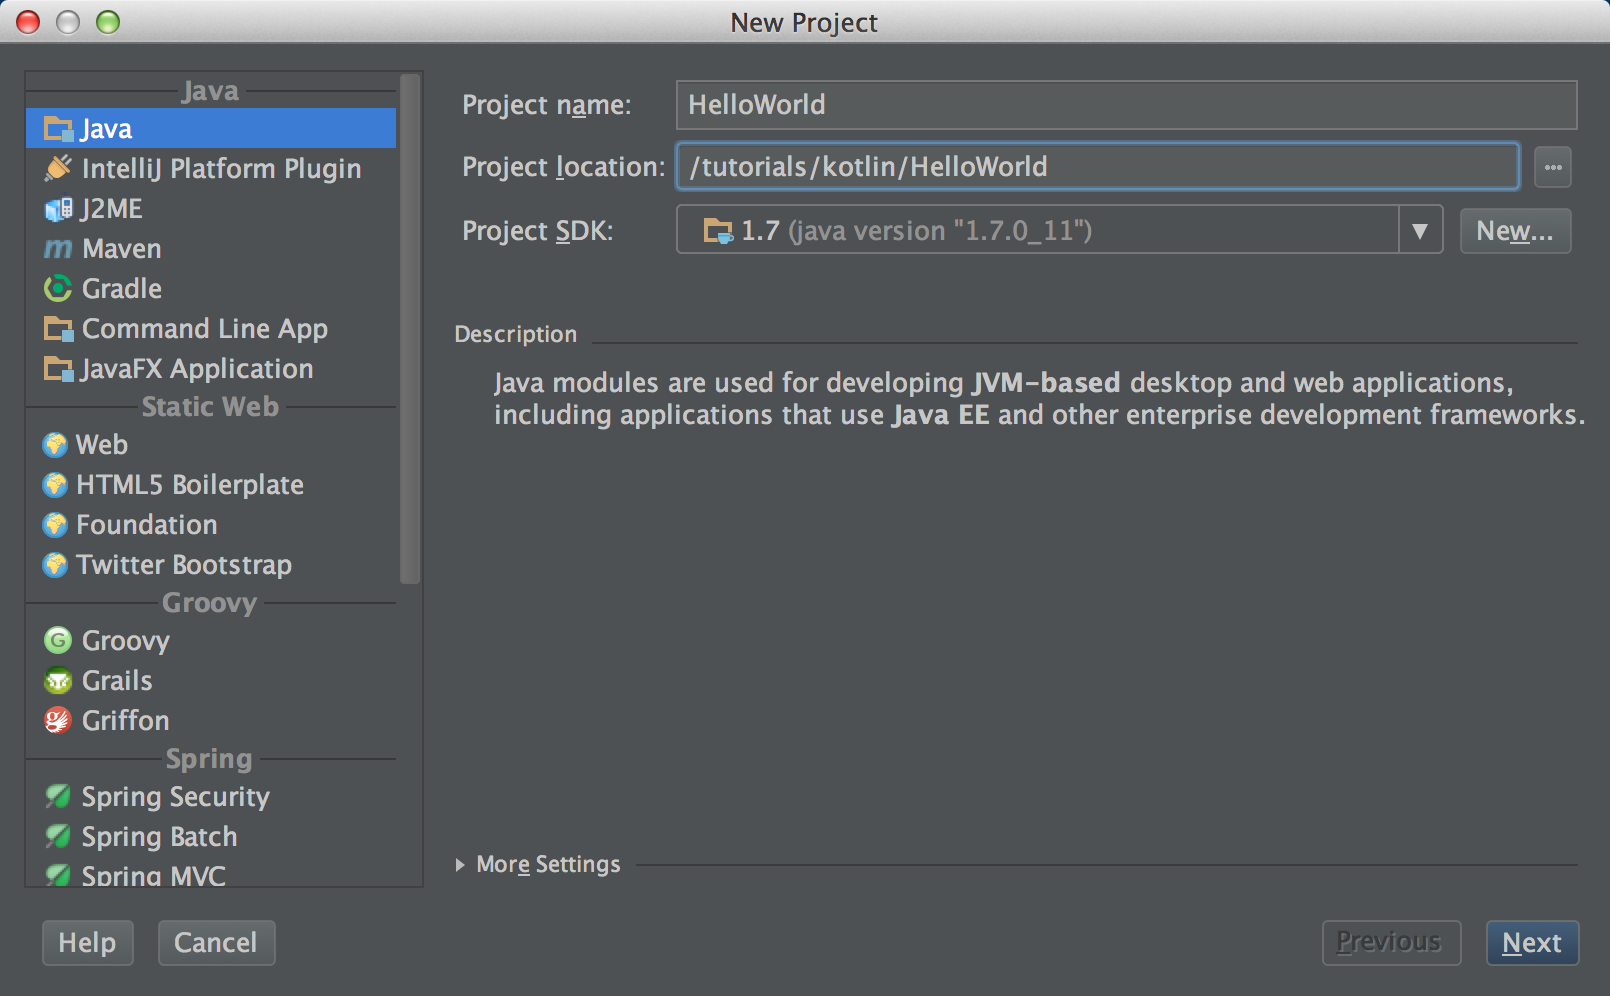 New Project
Java
Java
IntelliJ Platform Plugin
J2ME
Maven
Gradle
Command Line App
JavaFX Application
Static Web
Web
HTML5 Boilerplate
Foundation
Twitter Bootstrap
Groovy
Groovy
Grails
Griffon
Spring
Spring Security
Spring Batch
Spring MVC
Project name: HelloWorld
Project location: /tutorials/kotlin/HelloWorld ...
Project SDK: 1.7 (java version "1.7.0_11") New...
Description
Java modules are used for developing JVM-based desktop and web applications,
including applications that use Java EE and other enterprise development frameworks.
More Settings
Help Cancel Previous Next